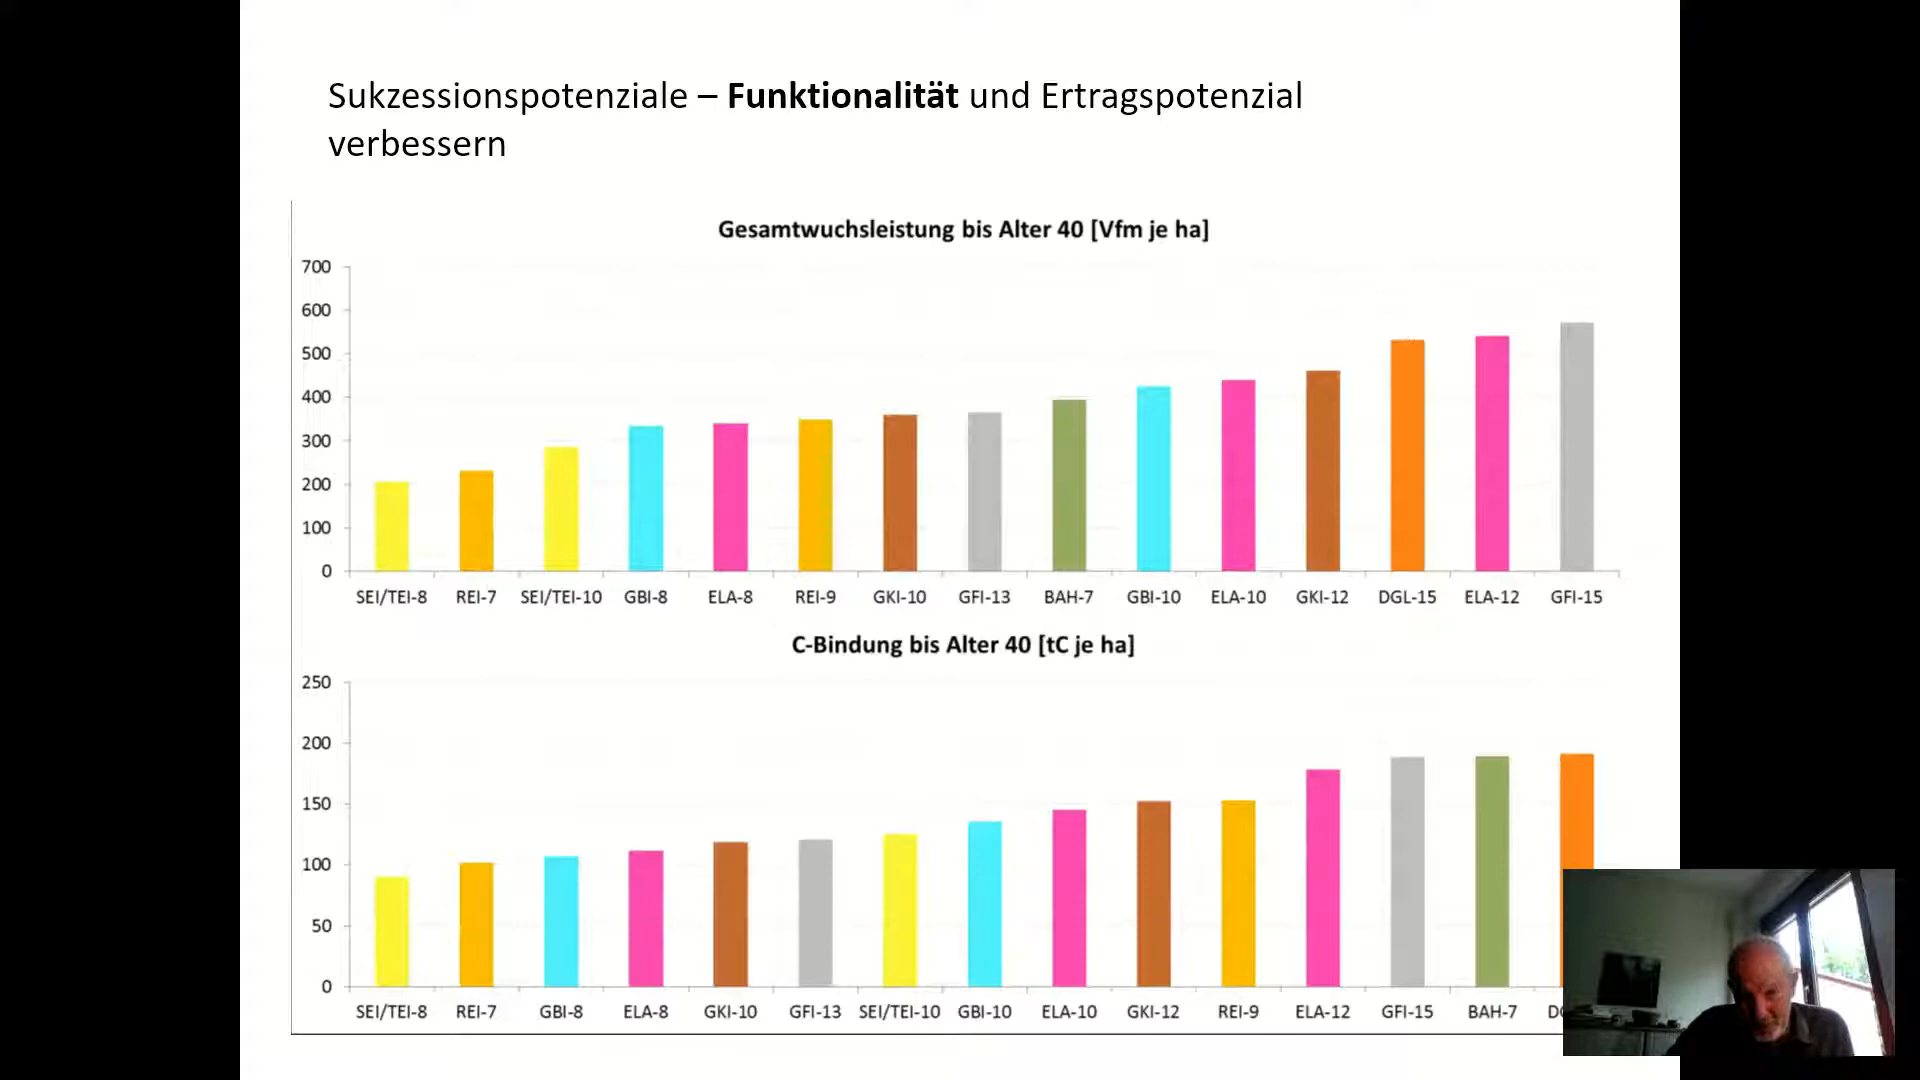 Sukzessionspotenziale – Funktionalität und Ertragspotenzial
verbessern
Gesamtwuchsleistung bis Alter 40 [Vfm je ha]
700
600
500
400
300
200
100
0
SEI/TEI-8 REI-7 SEI/TEI-10 GBI-8 ELA-8 REI-9 GKI-10 GFI-13 BAH-7 GBI-10 ELA-10 GKI-12 DGL-15 ELA-12 GFI-15
C-Bindung bis Alter 40 [tC je ha]
250
200
150
100
50
0
SEI/TEI-8 REI-7 GBI-8 ELA-8 GKI-10 GFI-13 SEI/TEI-10 GBI-10 ELA-10 GKI-12 REI-9 ELA-12 GFI-15 BAH-7